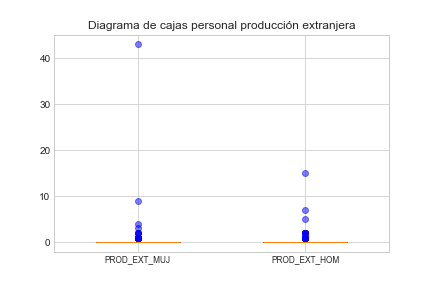 Diagrama de cajas personal producción extranjera
40
30
20
10
0
PROD_EXT_MUJ PROD_EXT_HOM